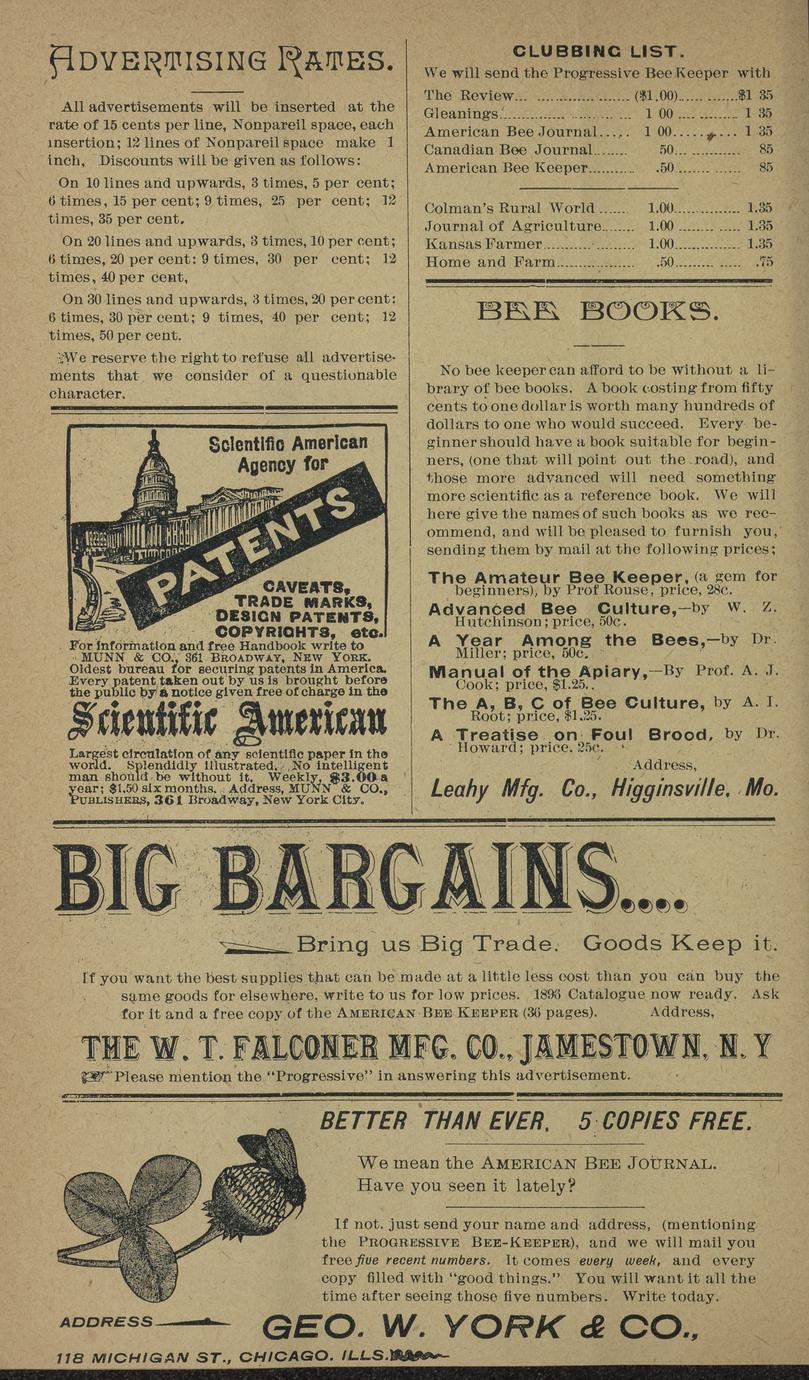 ADVERTISING RATES.
All advertisements will be inserted at the
rate of 15 cents per line, Nonpareil space, each
insertion; 12 lines of Nonpareil space make 1
inch, Discounts will be given as follows:
On 10 lines and upwards, 3 times, 5 per cent;
6 times, 15 per cent; 9 times, 25 per cent; 12
times, 35 per cent.
On 20 lines and upwards, 3 times, 10 per cent;
6 times, 20 per cent: 9 times, 30 per cent; 12
times, 40 per cent,
On 30 lines and upwards, 3 times, 20 per cent:
6 times, 30 per cent; 9 times, 40 per cent; 12
times, 50 per cent.
We reserve the right to refuse all advertise-
ments that we consider of a questionable
character.
Scientific American
Agency for
PATENTS
CAVEATS,
TRADE MARKS,
DESIGN PATENTS,
COPYRIGHTS, etc.
For information and free Handbook write to
MUNN & CO., 361 BROADWAY, NEW YORK.
Oldest bureau for securing patents in America.
Every patent taken out by us is brought before
the public by a notice given free of charge in the
Scientific American
Largest circulation of any scientific paper in the
world. Splendidly illustrated. No intelligent
man should be without it. Weekly, $3.00 a
year; $1.50 six months. Address, MUNN & CO.,
PUBLISHERS, 361 Broadway, New York City.
CLUBBING LIST.
We will send the Progressive Bee Keeper with
The Review... .................... ($1.00)..............$1 35
Gleanings........................ 1 00 .............. 1 35
American Bee Journal...... 1 00.............. 1 35
Canadian Bee Journal....... 50... ............ 85
American Bee Keeper........... .50............... 85
Colman's Rural World ....... 1.00............... 1.35
Journal of Agriculture........ 1.00 .............. 1.35
Kansas Farmer.................. 1.00............... 1.35
Home and Farm................. .50............... .75
BEE BOOKS.
No bee keeper can afford to be without a li-
brary of bee books. A book costing from fifty
cents to one dollar is worth many hundreds of
dollars to one who would succeed. Every be-
ginner should have a book suitable for begin-
ners, (one that will point out the road), and
those more advanced will need something
more scientific as a reference book. We will
here give the names of such books as we rec-
ommend, and will be pleased to furnish you,
sending them by mail at the following prices;
The Amateur Bee Keeper, (a gem for
beginners), by Prof Rouse, price, 28c.
Advanced Bee Culture,—by W. Z.
Hutchinson; price, 50c.
A Year Among the Bees,—by Dr.
Miller; price, 50c.
Manual of the Apiary,—By Prof. A. J.
Cook; price, $1.25..
The A, B, C of Bee Culture, by A. I.
Root; price, $1.25.
A Treatise on Foul Brood, by Dr.
Howard; price. 25c.
Address,
Leahy Mfg. Co., Higginsville, Mo.
BIG BARGAINS....
Bring us Big Trade. Goods Keep it.
If you want the best supplies that can be made at a little less cost than you can buy the
same goods for elsewhere, write to us for low prices. 1896 Catalogue now ready. Ask
for it and a free copy of the AMERICAN BEE KEEPER (36 pages). Address,
THE W. T. FALCONER MFG. CO., JAMESTOWN, N. Y
☞Please mention the "Progressive" in answering this advertisement.
BETTER THAN EVER, 5 COPIES FREE.
We mean the AMERICAN BEE JOURNAL.
Have you seen it lately?
If not, just send your name and address, (mentioning
the PROGRESSIVE BEE-KEEPER), and we will mail you
free five recent numbers. It comes every week, and every
copy filled with "good things." You will want it all the
time after seeing those five numbers. Write today.
ADDRESS
GEO. W. YORK & CO.,
118 MICHIGAN ST., CHICAGO. ILLS.